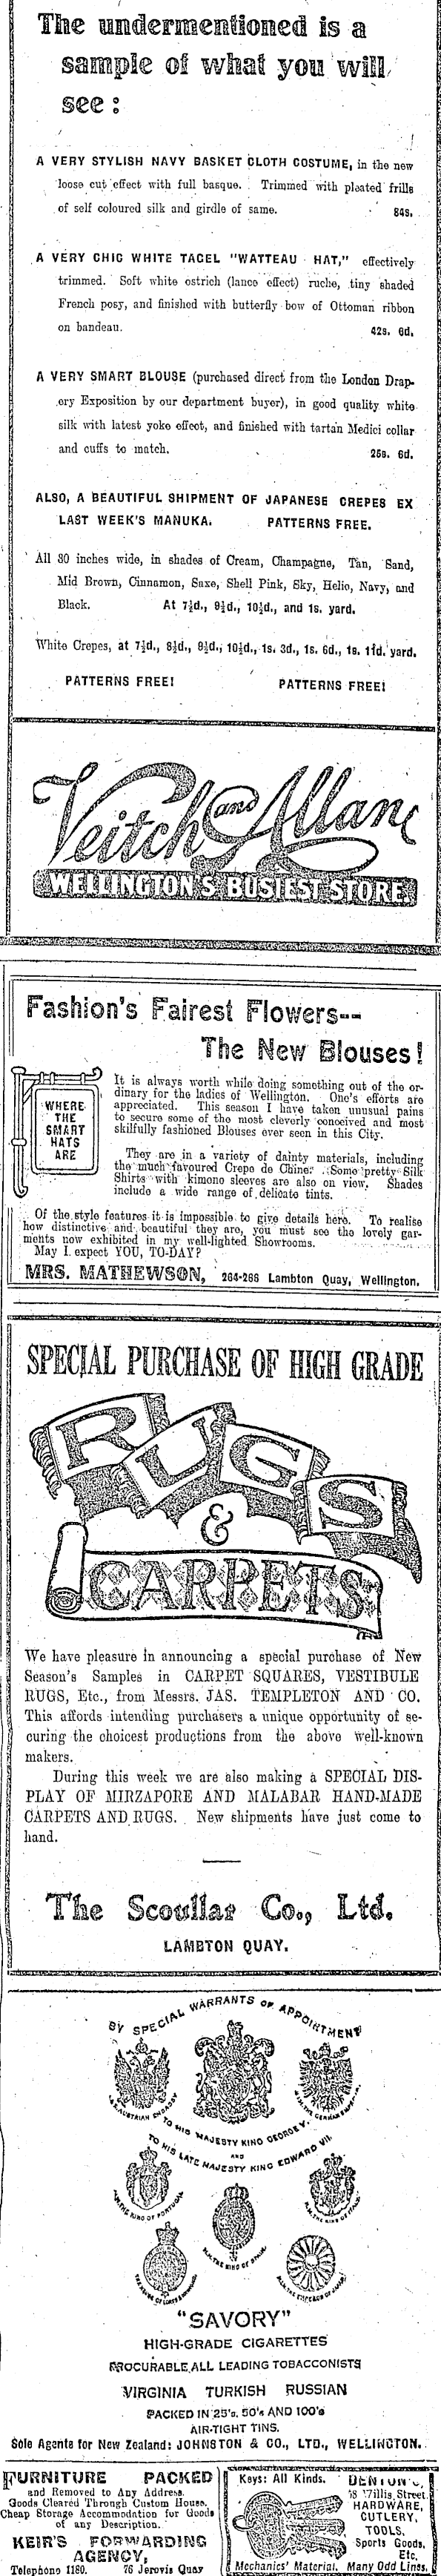 The undermentioned is a
sample of what you will
see:
A VERY STYLISH NAVY BASKET CLOTH COSTUME, in the new
loose cut effect with full basque. Trimmed with pleated frills
of self coloured silk and girdle of same. 84s.
A VERY CHIC WHITE TAGEL "WATTEAU HAT," effectively
trimmed. Soft white ostrich (lance effect) ruche, tiny shaded
French posy, and finished with butterfly bow of Ottoman ribbon
on bandeau. 42s. 6d.
A VERY SMART BLOUSE (purchased direct from the London Drap-
ery Exposition by our department buyer), in good quality white
silk with latest yoke effect, and finished with tartan Medici collar
and cuffs to match. 25s. 6d.
ALSO, A BEAUTIFUL SHIPMENT OF JAPANESE CREPES EX
LAST WEEK'S MANUKA. PATTERNS FREE.
All 30 inches wide, in shades of Cream, Champagne, Tan, Sand,
Mid Brown, Cinnamon, Saxe, Shell Pink, Sky, Helio, Navy, and
Black. At 7½d., 9½d., 10½d., and 1s. yard.
White Crepes, at 7½d., 8½d., 9½d., 10½d., 1s. 3d., 1s. 6d., 1s. 11d. yard.
PATTERNS FREE! PATTERNS FREE!
Veitch and Allan
WELLINGTON'S BUSIEST STORE.
Fashion's Fairest Flowers--
The New Blouses!
WHERE
THE
SMART
HATS
ARE
It is always worth while doing something out of the or-
dinary for the ladies of Wellington. One's efforts are
appreciated. This season I have taken unusual pains
to secure some of the most cleverly conceived and most
skilfully fashioned Blouses ever seen in this City.
They are in a variety of dainty materials, including
the much favoured Crepe de Chine. Some pretty Silk
Shirts with kimono sleeves are also on view. Shades
include a wide range of delicate tints.
Of the style features it is impossible to give details here. To realise
how distinctive and beautiful they are, you must see the lovely gar-
ments now exhibited in my well-lighted Showrooms.
May I expect YOU, TO-DAY?
MRS. MATHEWSON, 264-266 Lambton Quay, Wellington.
SPECIAL PURCHASE OF HIGH GRADE
RUGS
&
CARPETS
We have pleasure in announcing a special purchase of New
Season's Samples in CARPET SQUARES, VESTIBULE
RUGS, Etc., from Messrs. JAS. TEMPLETON AND CO.
This affords intending purchasers a unique opportunity of se-
curing the choicest productions from the above well-known
makers.
During this week we are also making a SPECIAL DIS-
PLAY OF MIRZAPORE AND MALABAR HAND-MADE
CARPETS AND RUGS. New shipments have just come to
hand.
The Scoullar Co., Ltd.
LAMBTON QUAY.
BY SPECIAL WARRANTS OF APPOINTMENT
TO HIS MAJESTY KING GEORGE V.
AND
TO HIS LATE MAJESTY KING EDWARD VII.
H.M. THE KING OF PORTUGAL
H.M. THE KING OF SPAIN
H.M. THE KING OF ITALY
H.M. THE EMPEROR OF JAPAN
"SAVORY"
HIGH-GRADE CIGARETTES
PROCURABLE ALL LEADING TOBACCONISTS
VIRGINIA TURKISH RUSSIAN
PACKED IN 25's, 50's AND 100's
AIR-TIGHT TINS.
Sole Agents for New Zealand: JOHNSTON & CO., LTD., WELLINGTON.
FURNITURE PACKED
and Removed to Any Address.
Goods Cleared Through Custom House.
Cheap Storage Accommodation for Goods
of any Description.
KEIR'S FORWARDING
AGENCY,
Telephone 1180. 76 Jervois Quay
Keys: All Kinds.
DENTON'S,
Willis Street
HARDWARE,
CUTLERY,
TOOLS,
Sports Goods,
Etc.
Mechanics' Material. Many Odd Lines.